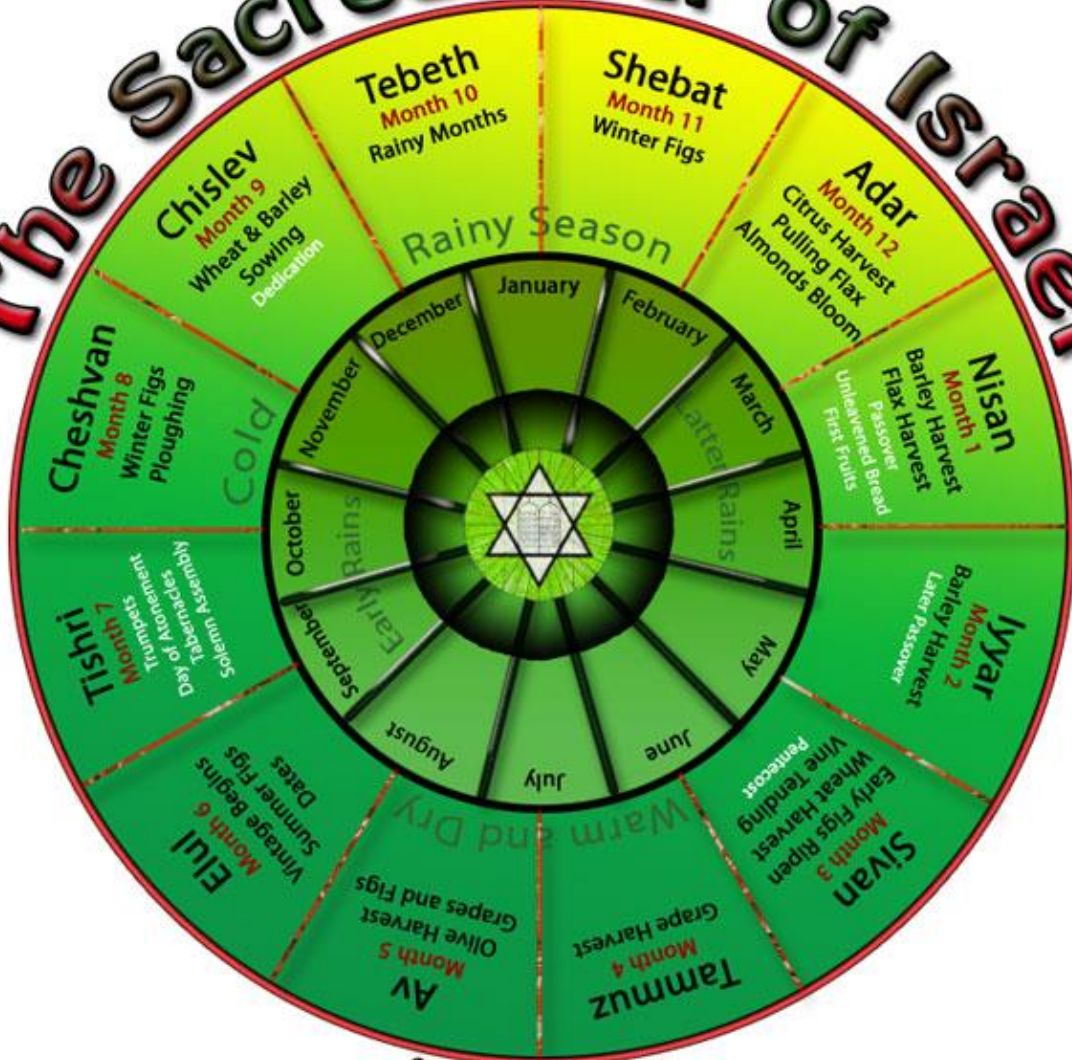 The Sacred of Israel
Tebeth
Month 10
Rainy Months
Shebat
Month 11
Winter Figs
Adar
Month 12
Citrus Harvest
Pulling Flax
Almonds Bloom
Nisan
Month 1
Barley Harvest
Flax Harvest
Passover
Unleavened Bread
First Fruits
Iyyar
Month 2
Barley Harvest
Later Passover
Sivan
Month 3
Early Figs Ripen
Wheat Harvest
Vine Tending
Pentecost
Tammuz
Month 4
Grape Harvest
Av
Month 5
Olive Harvest
Grapes and Figs
Elul
Month 6
Vintage Begins
Summer Figs
Dates
Tishri
Month 7
Trumpets
Day of Atonement
Tabernacles
Solemn Assembly
Cheshvan
Month 8
Winter Figs
Ploughing
Chislev
Month 9
Wheat & Barley
Sowing
Dedication
Rainy Season
Warm and Dry
Cold
January
February
March
April
May
June
July
August
September
October
November
December
Latter Rains
Early Rains